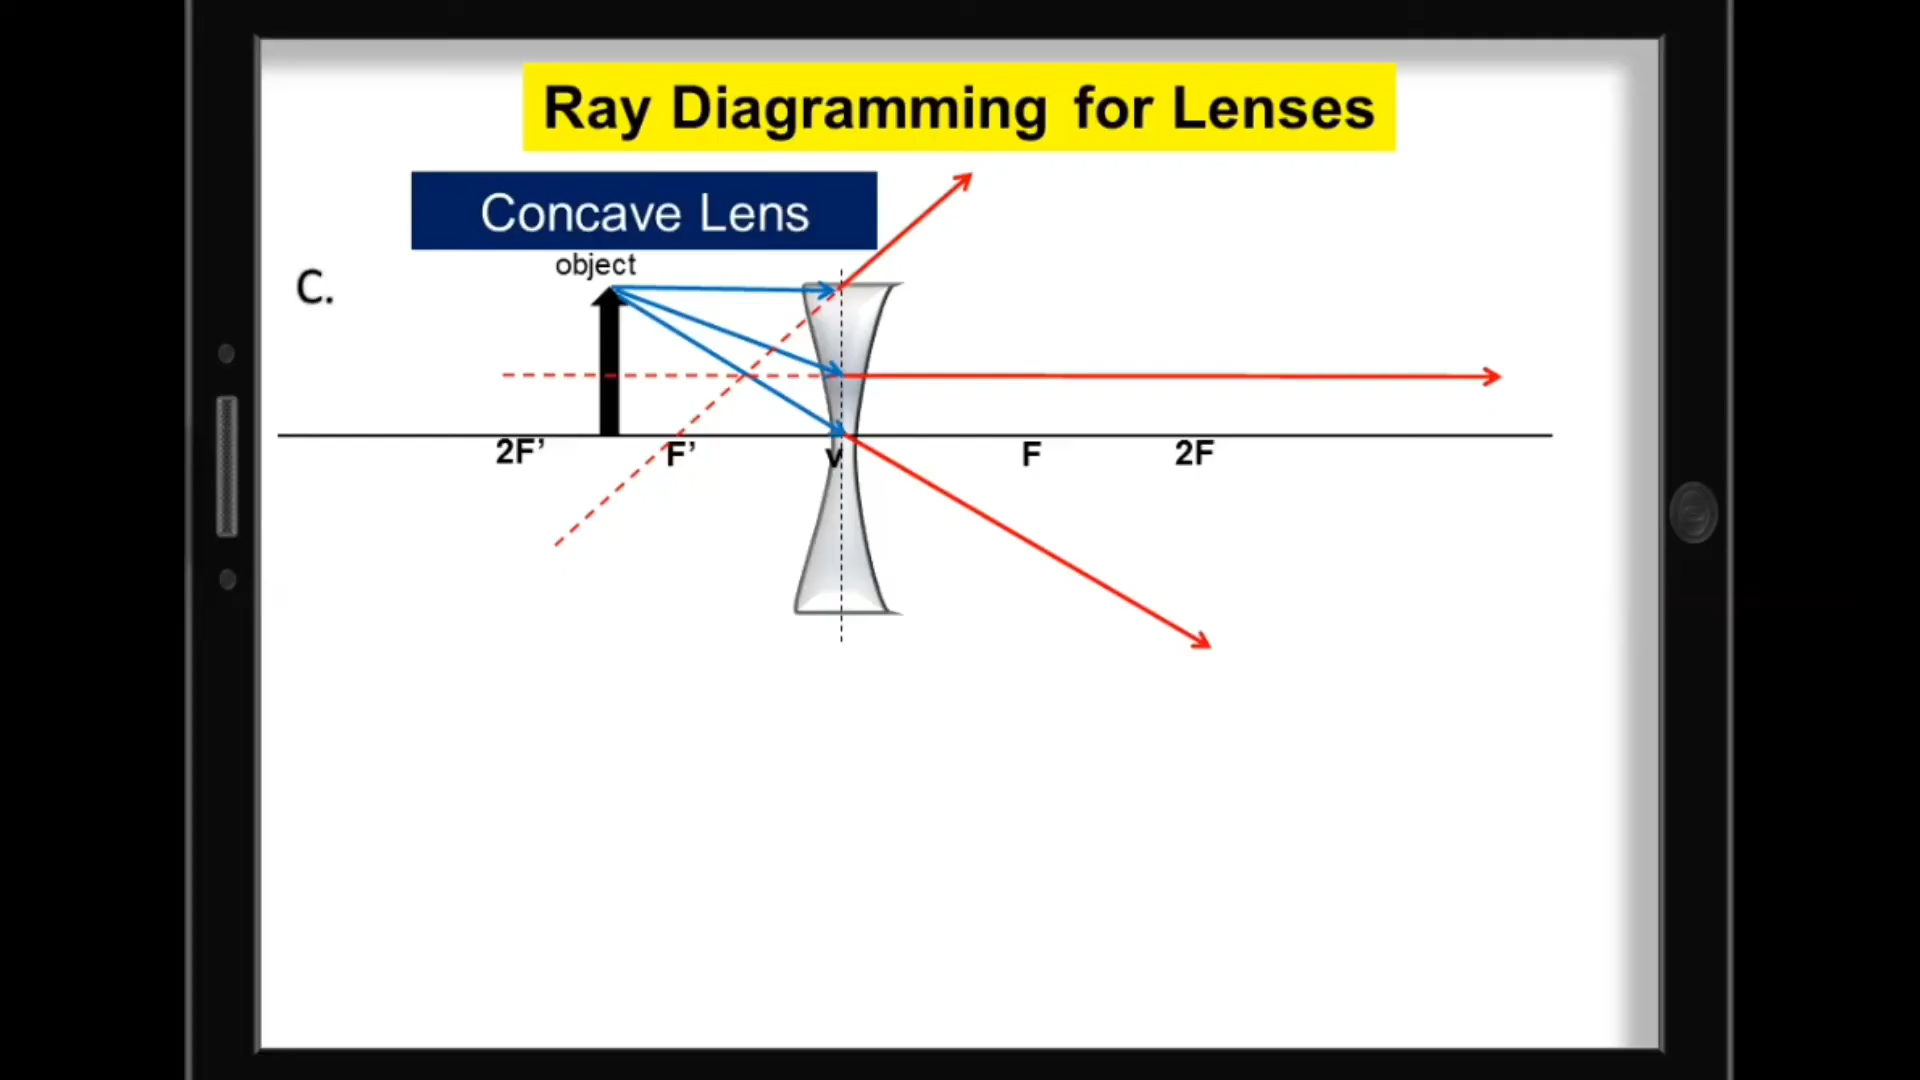 Ray Diagramming for Lenses
Concave Lens
object
C.
2F’
F’
v
F
2F